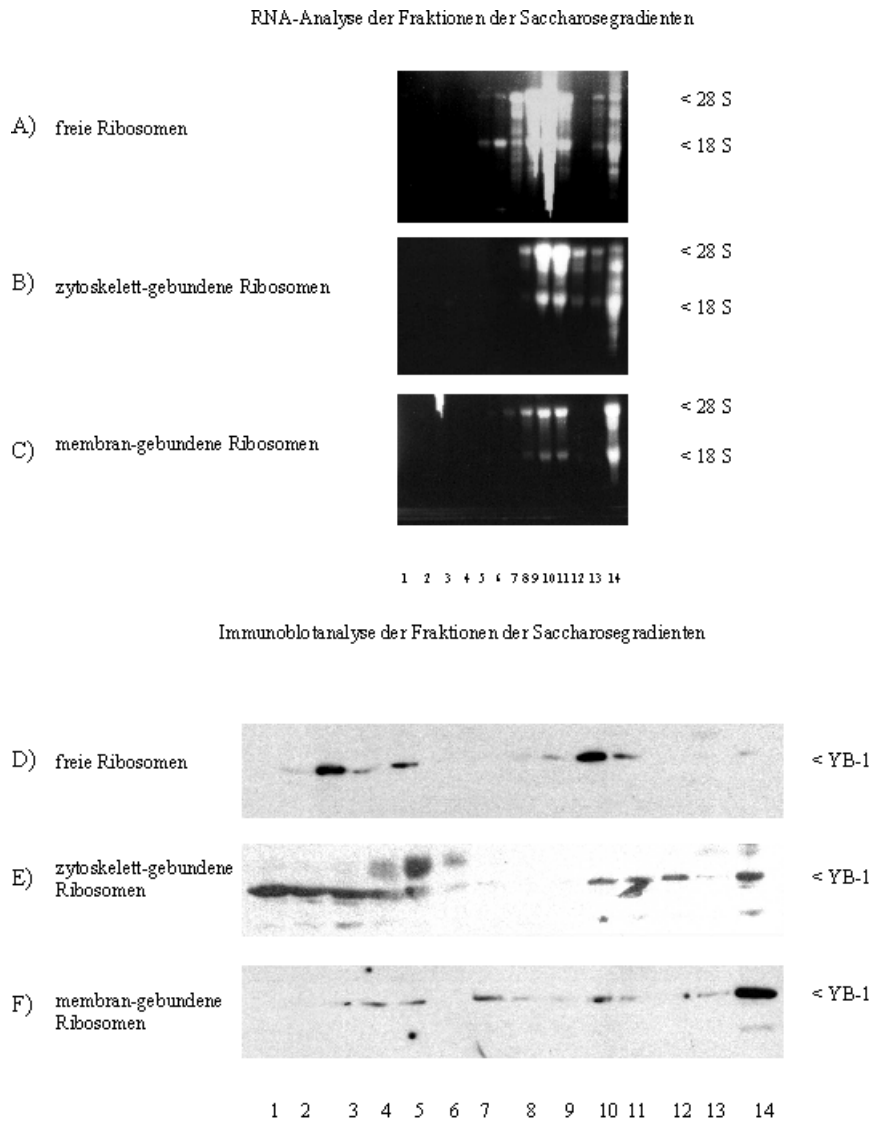 RNA-Analyse der Fraktionen der Saccharosegradienten
A) freie Ribosomen
< 28 S
< 18 S
B) zytoskelett-gebundene Ribosomen
< 28 S
< 18 S
C) membran-gebundene Ribosomen
< 28 S
< 18 S
1 2 3 4 5 6 7 8 9 10 11 12 13 14
Immunoblotanalyse der Fraktionen der Saccharosegradienten
D) freie Ribosomen
< YB-1
E) zytoskelett-gebundene
Ribosomen
< YB-1
F) membran-gebundene
Ribosomen
< YB-1
1 2 3 4 5 6 7 8 9 10 11 12 13 14